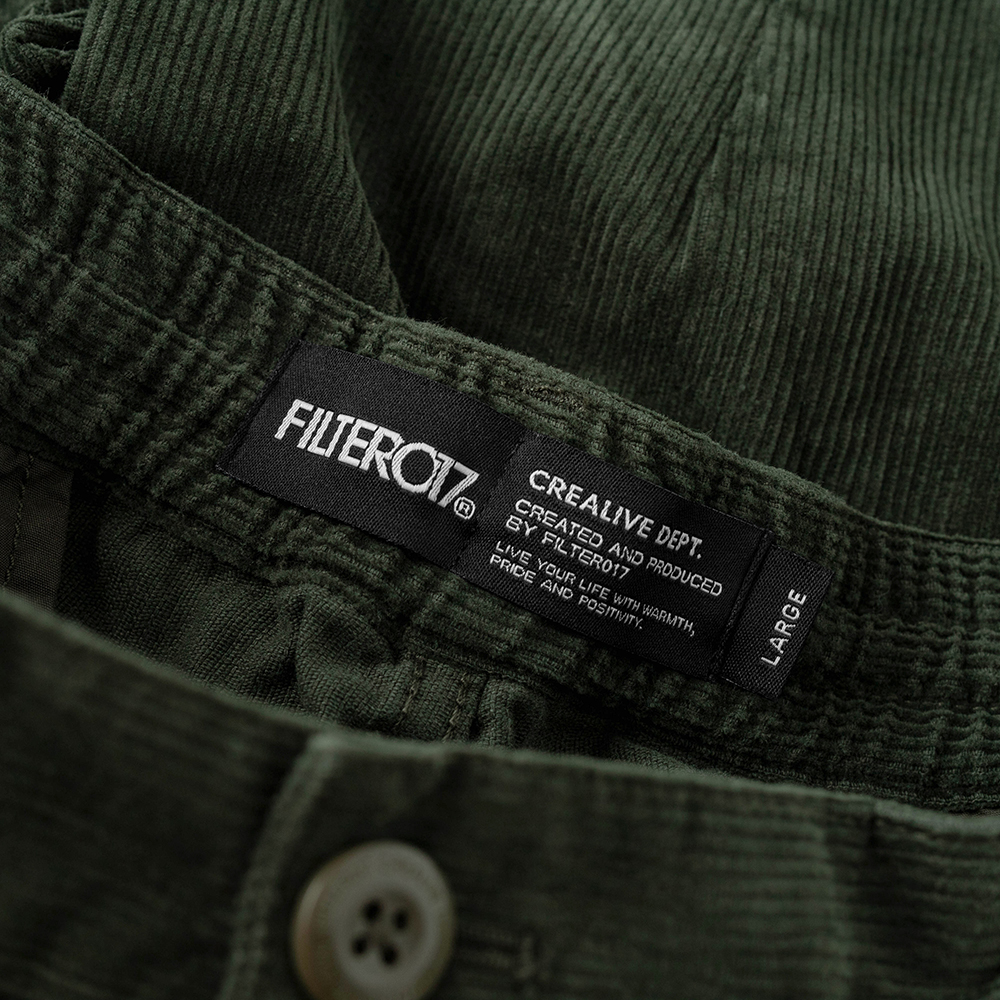 FILTER017®
CREALIVE DEPT.
CREATED AND PRODUCED
BY FILTER017
LIVE YOUR LIFE WITH WARMTH,
PRIDE AND POSITIVITY.
LARGE